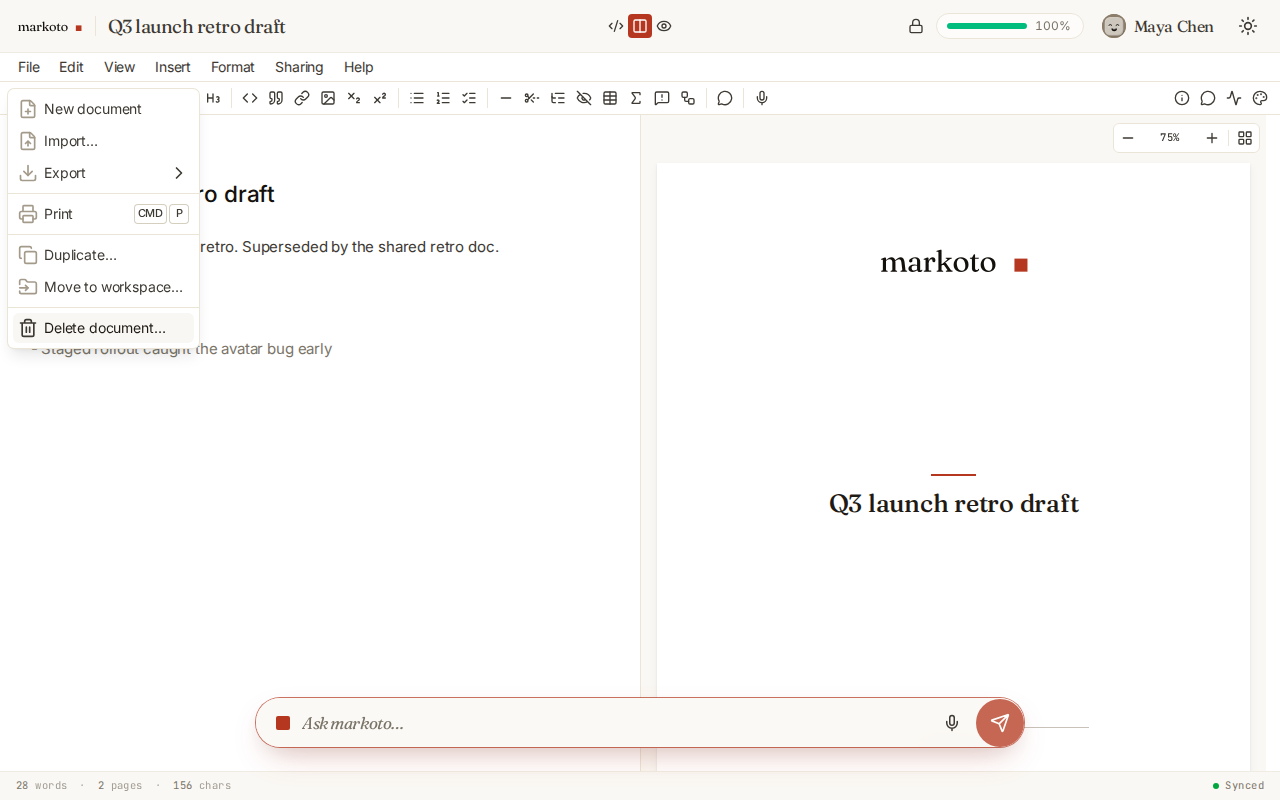 markoto
Q3 launch retro draft
100%
Maya Chen
File Edit View Insert Format Sharing Help
H3
New document
Import...
Export
Print CMD P
Duplicate...
Move to workspace...
Delete document...
ro draft
retro. Superseded by the shared retro doc.
- Staged rollout caught the avatar bug early
75%
markoto
Q3 launch retro draft
Ask markoto...
28 words · 2 pages · 156 chars
Synced